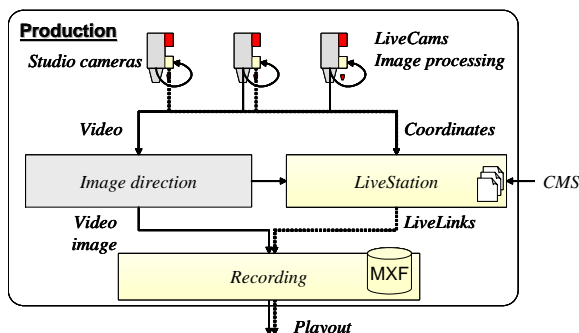 Production
Studio cameras
LiveCams
Image processing
Video
Coordinates
Image direction
LiveStation
CMS
Video
image
LiveLinks
Recording
MXF
Playout